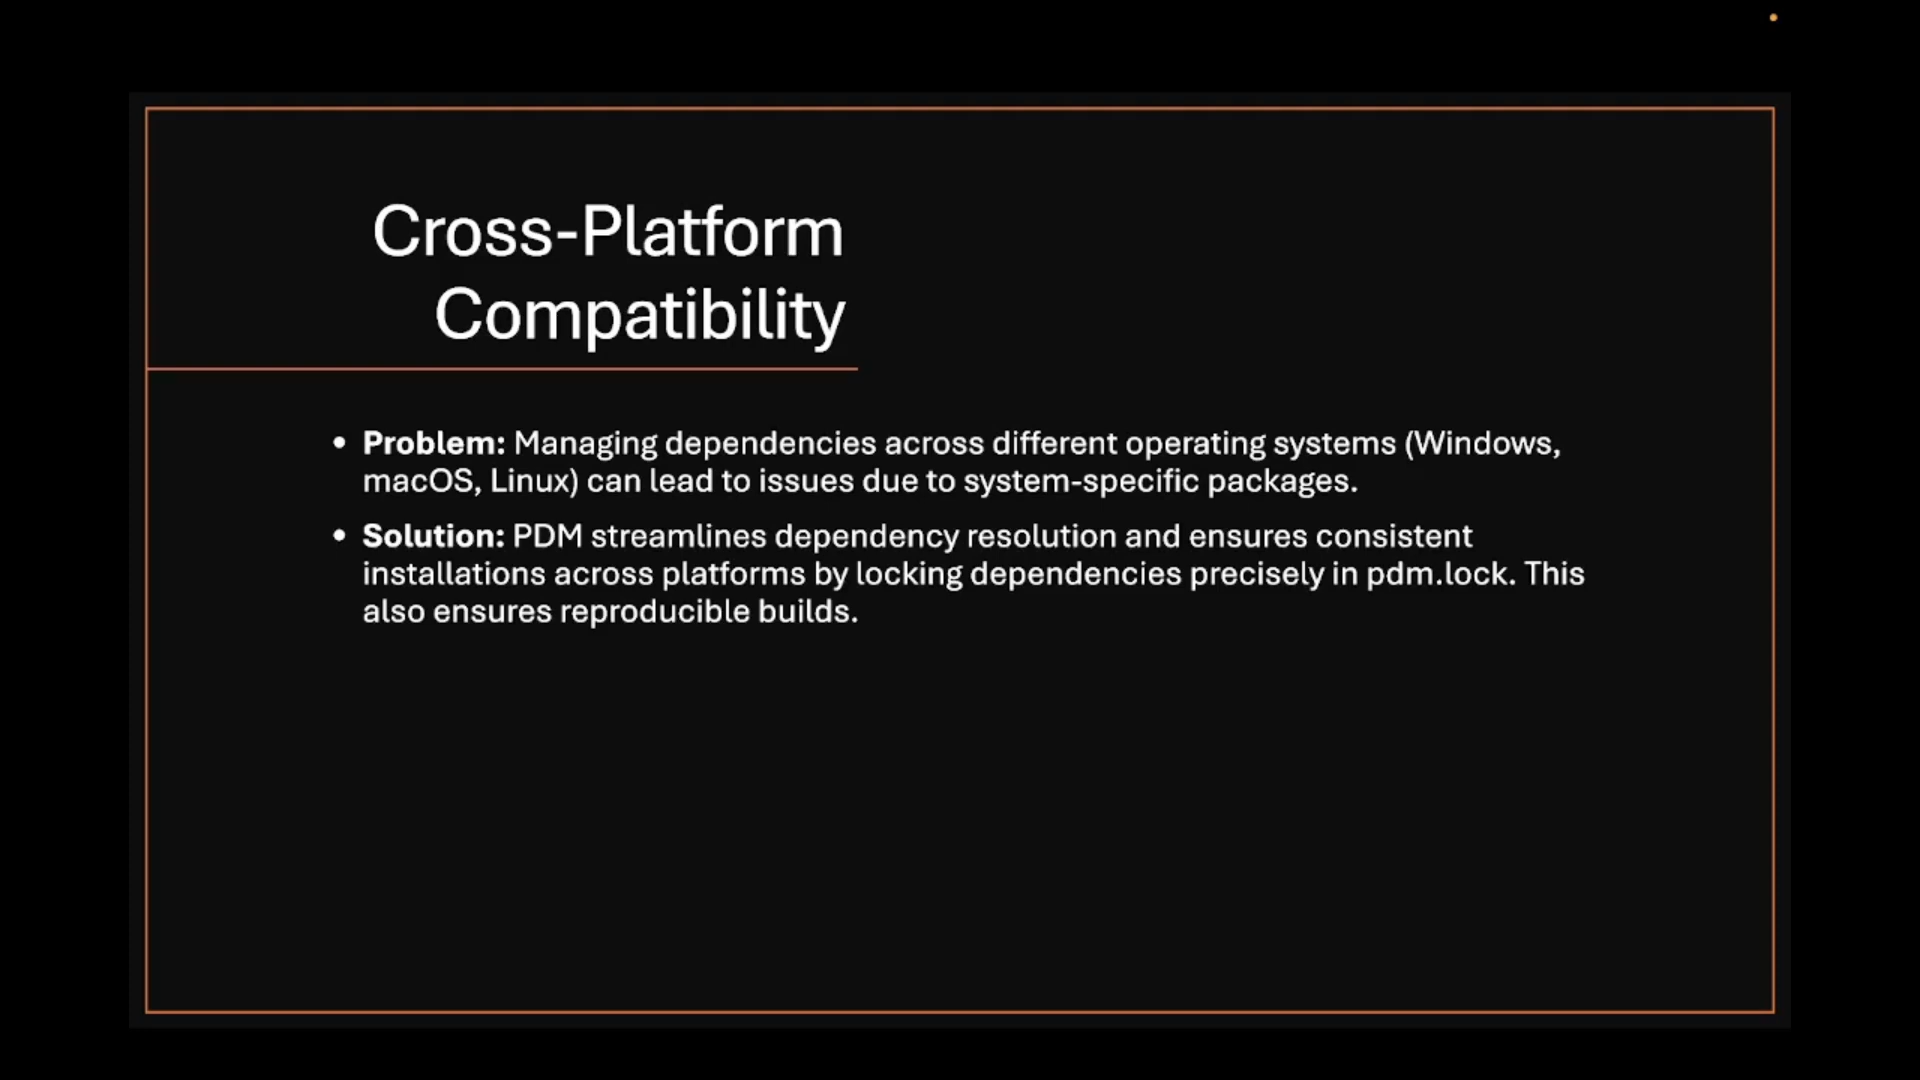 Cross-Platform
Compatibility
• Problem: Managing dependencies across different operating systems (Windows,
macOS, Linux) can lead to issues due to system-specific packages.
• Solution: PDM streamlines dependency resolution and ensures consistent
installations across platforms by locking dependencies precisely in pdm.lock. This
also ensures reproducible builds.